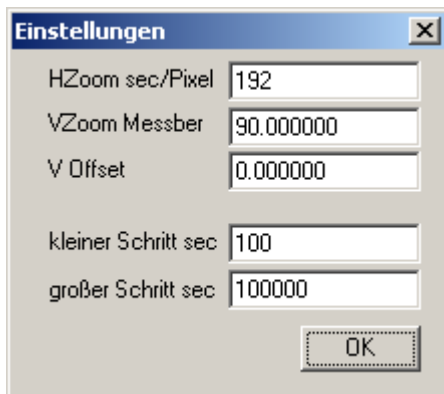 Einstellungen
HZoom sec/Pixel 192
VZoom Messber 90.000000
V Offset 0.000000
kleiner Schritt sec 100
großer Schritt sec 100000
OK